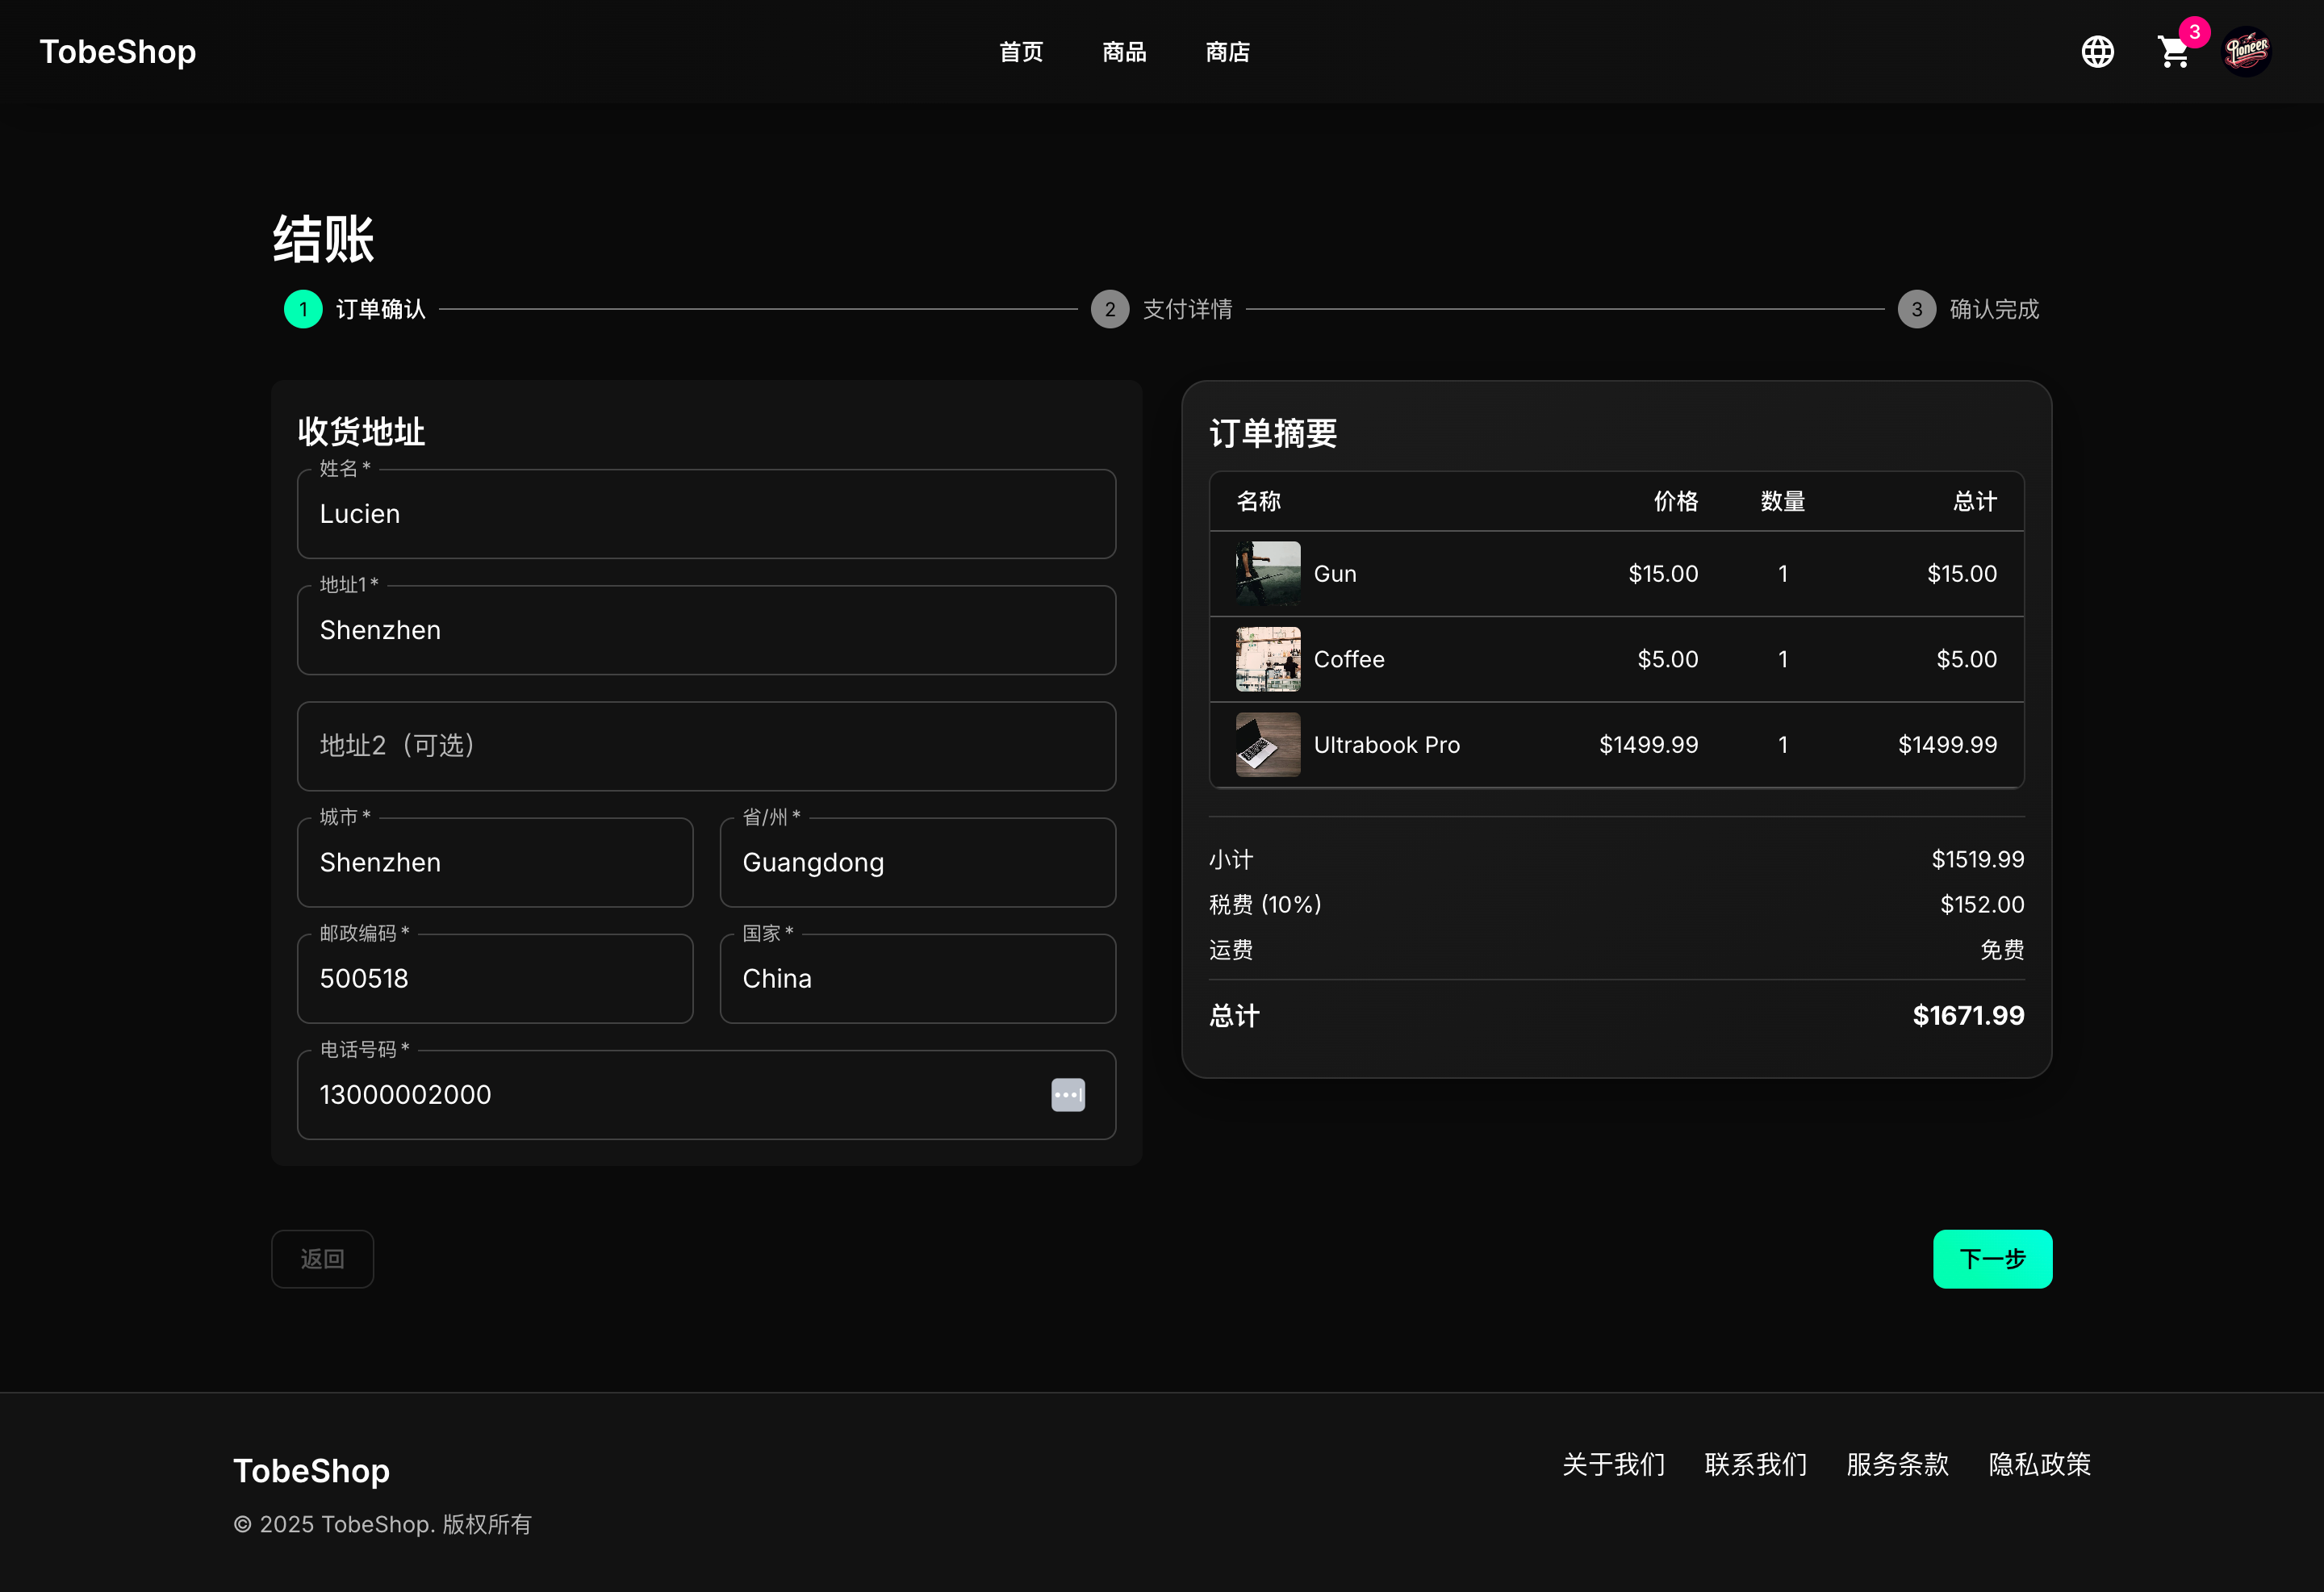 TobeShop
首页 商品 商店
3
Pioneer
结账
1 订单确认 2 支付详情 3 确认完成
收货地址
姓名 *
Lucien
地址1 *
Shenzhen
地址2（可选）
城市 * 省/州 *
Shenzhen Guangdong
邮政编码 * 国家 *
500518 China
电话号码 *
13000002000
订单摘要
名称 价格 数量 总计
Gun $15.00 1 $15.00
Coffee $5.00 1 $5.00
Ultrabook Pro $1499.99 1 $1499.99
小计 $1519.99
税费 (10%) $152.00
运费 免费
总计 $1671.99
返回 下一步
TobeShop
© 2025 TobeShop. 版权所有
关于我们 联系我们 服务条款 隐私政策